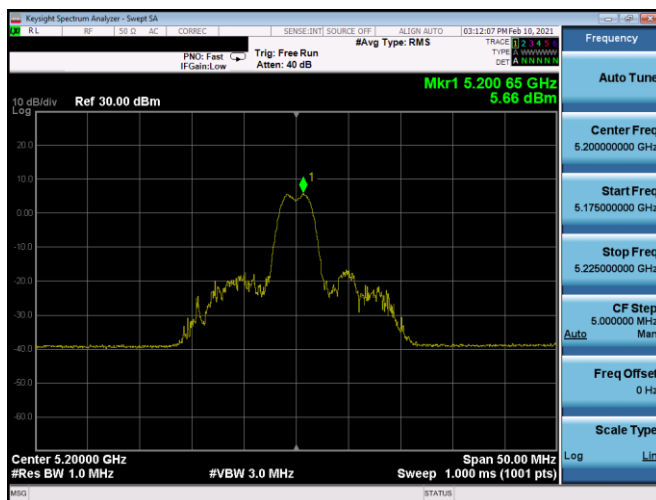 Keysight Spectrum Analyzer - Swept SA
RL RF 50 Ω AC CORREC SENSE:INT SOURCE OFF ALIGN AUTO 03:12:07 PM Feb 10, 2021
#Avg Type: RMS
TRACE 1 2 3 4 5 6
PNO: Fast Trig: Free Run TYPE A WWWWW
IFGain:Low Atten: 40 dB DET A N N N N N
Mkr1 5.200 65 GHz
5.66 dBm
10 dB/div Ref 30.00 dBm
Log
20.0
1
10.0
0.00
-10.0
-20.0
-30.0
-40.0
-50.0
-60.0
Center 5.20000 GHz Span 50.00 MHz
#Res BW 1.0 MHz #VBW 3.0 MHz Sweep 1.000 ms (1001 pts)
MSG STATUS
Frequency
Auto Tune
Center Freq
5.200000000 GHz
Start Freq
5.175000000 GHz
Stop Freq
5.225000000 GHz
CF Step
5.000000 MHz
Auto Man
Freq Offset
0 Hz
Scale Type
Log Lin